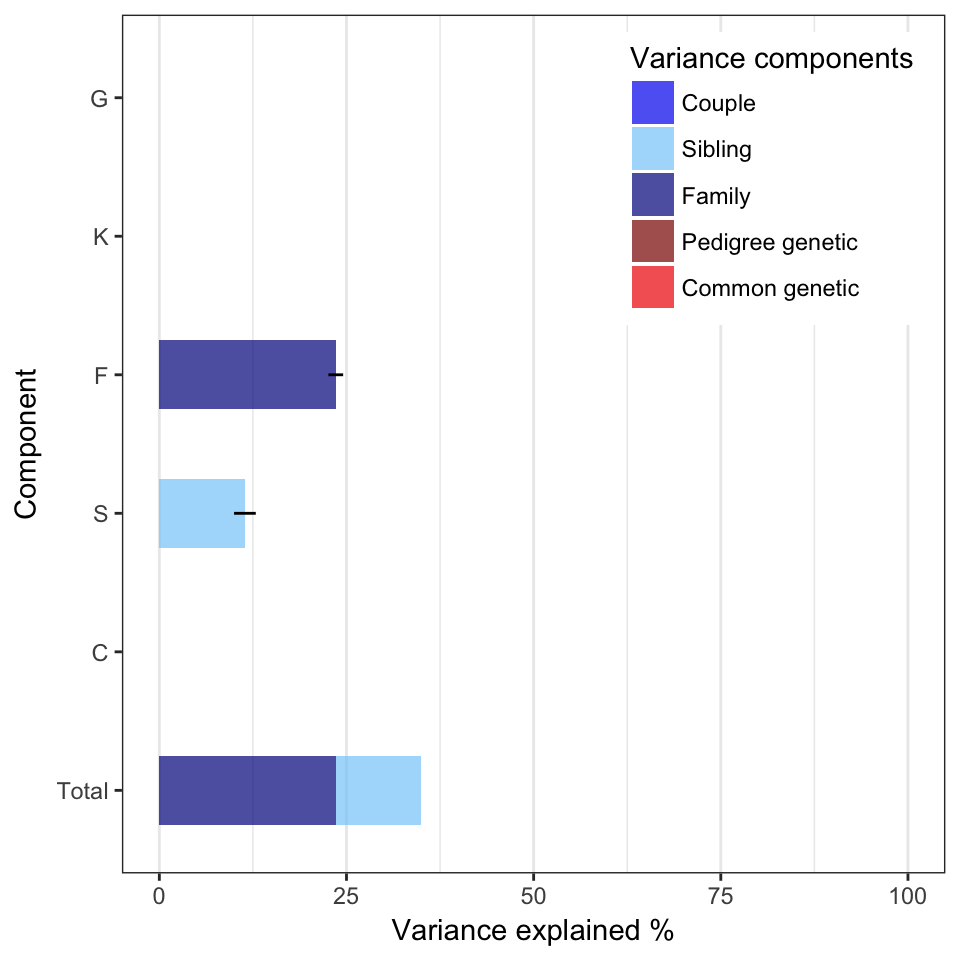 Variance components
Couple
Sibling
Family
Pedigree genetic
Common genetic
G
K
F
S
C
Total
Component
0 25 50 75 100
Variance explained %